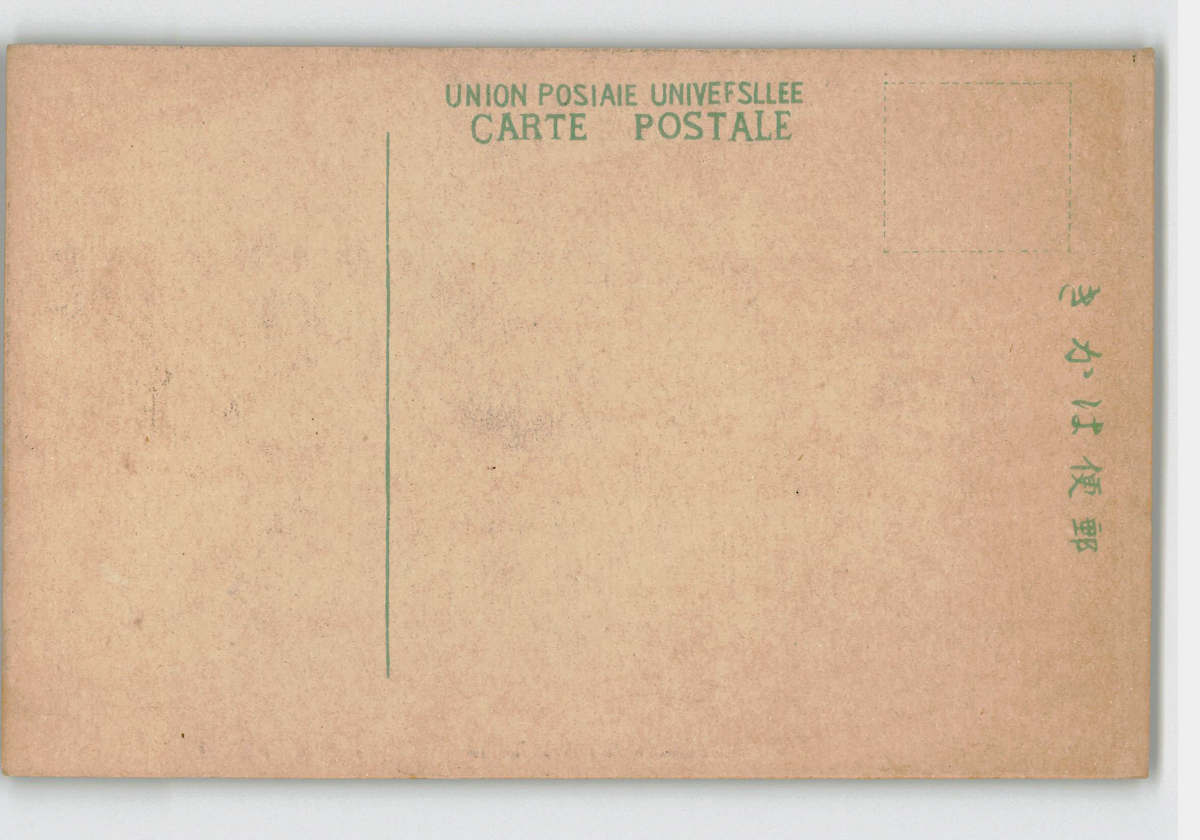 UNION POSIAIE UNIVEFSLLEE
CARTE POSTALE
郵便はかき